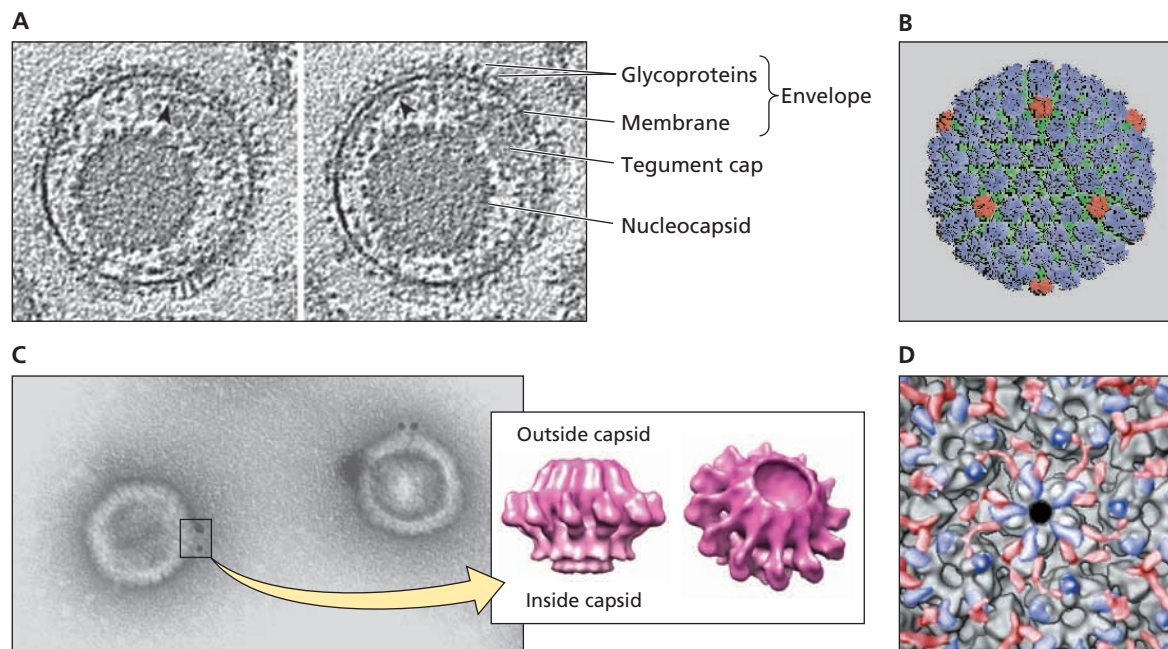 A
B
Glycoproteins
Envelope
Membrane
Tegument cap
Nucleocapsid
C
D
Outside capsid
Inside capsid